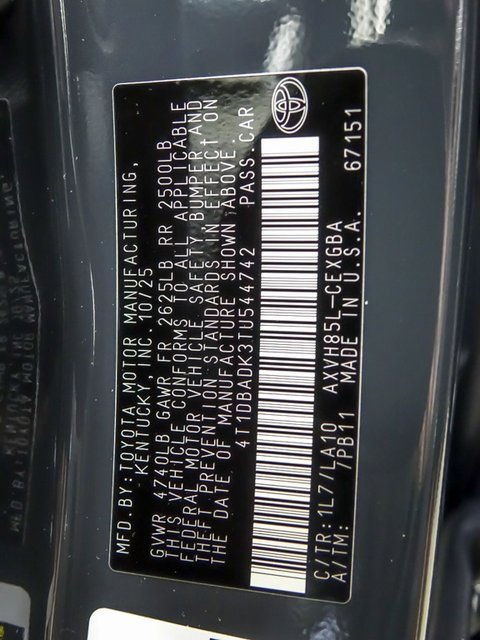 MFD.BY:TOYOTA MOTOR MANUFACTURING,
KENTUCKY, INC. 10/25
GVWR 4740LB GAWR FR 2625LB RR 2500LB
THIS VEHICLE CONFORMS TO ALL APPLICABLE
FEDERAL MOTOR VEHICLE SAFETY,BUMPER,AND
THEFT PREVENTION STANDARDS IN EFFECT ON
THE DATE OF MANUFACTURE SHOWN ABOVE.
4T1DBADK3TU544742 PASS.CAR
C/TR:1L7/LA10 AXVH85L-CEXGBA
A/TM: /PB11 MADE IN U.S.A. 67151